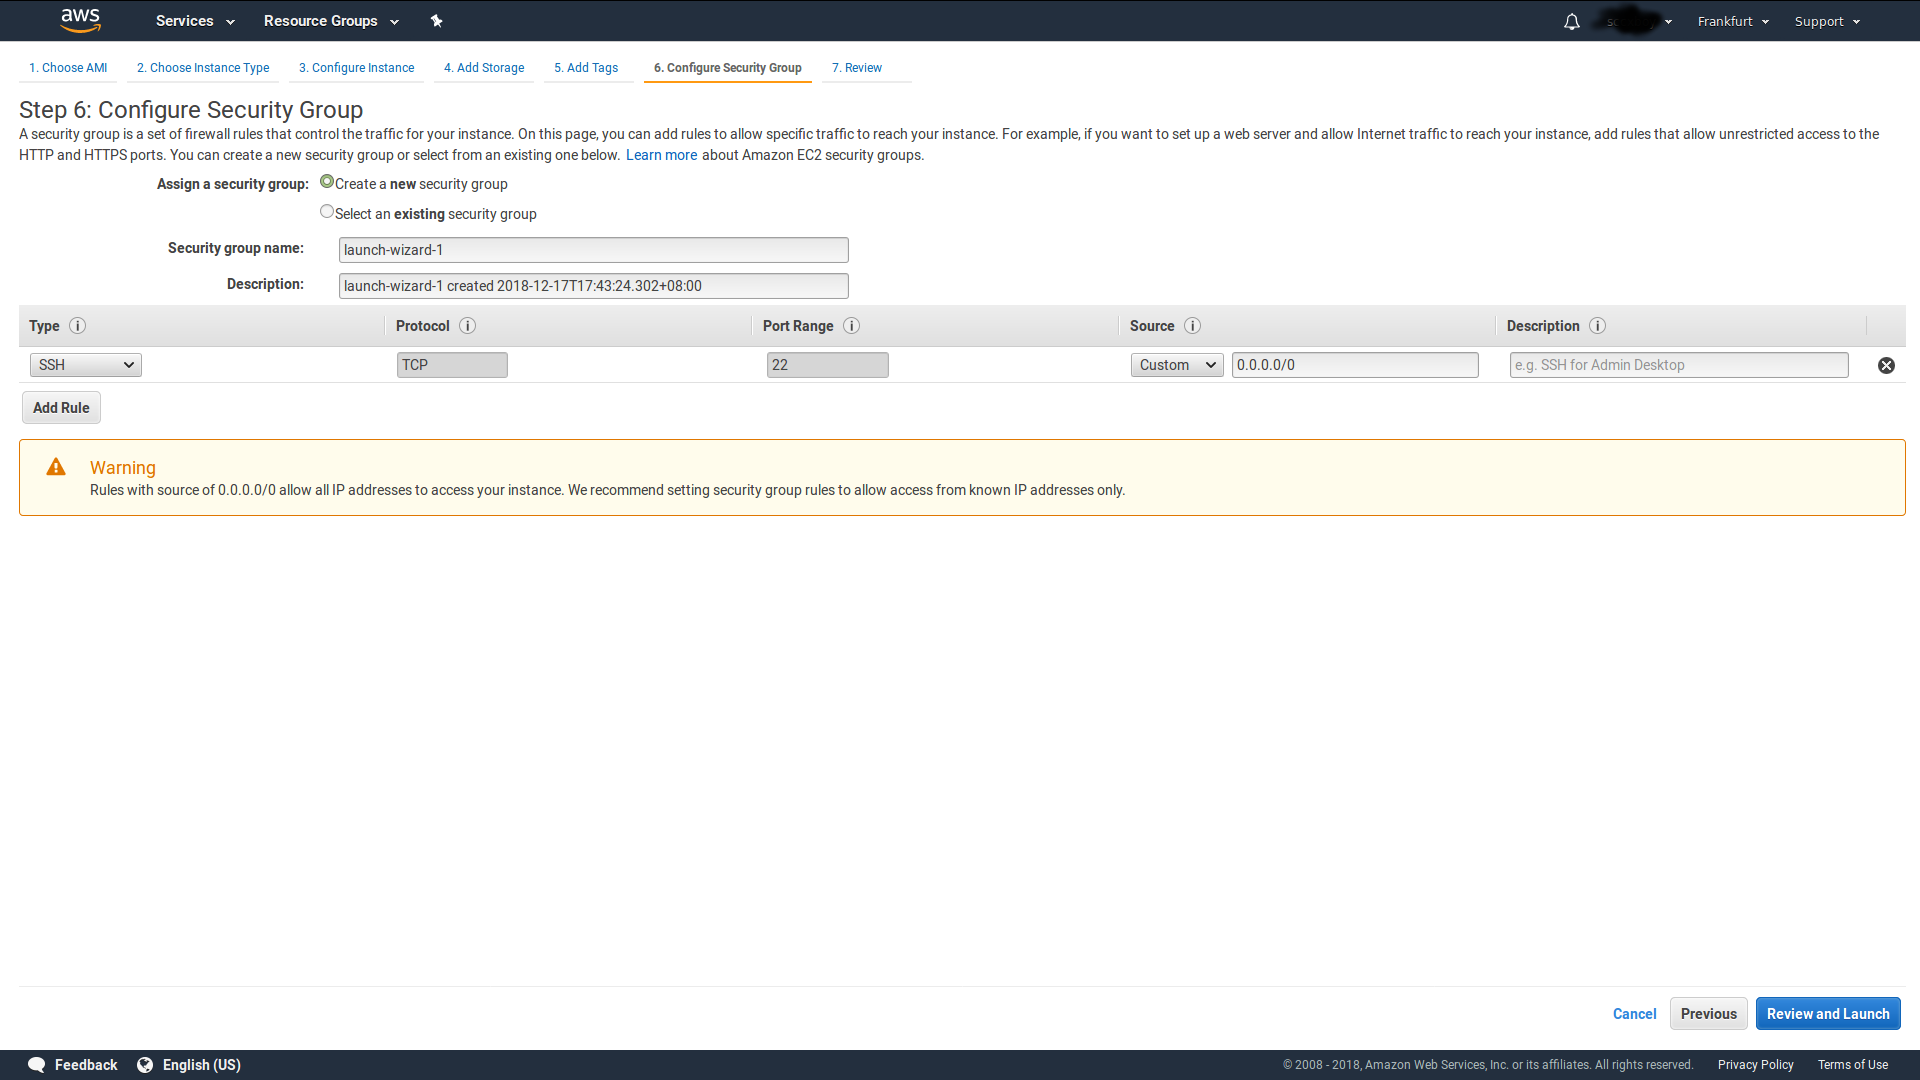 aws Services Resource Groups Frankfurt Support
1. Choose AMI 2. Choose Instance Type 3. Configure Instance 4. Add Storage 5. Add Tags 6. Configure Security Group 7. Review
Step 6: Configure Security Group
A security group is a set of firewall rules that control the traffic for your instance. On this page, you can add rules to allow specific traffic to reach your instance. For example, if you want to set up a web server and allow Internet traffic to reach your instance, add rules that allow unrestricted access to the
HTTP and HTTPS ports. You can create a new security group or select from an existing one below. Learn more about Amazon EC2 security groups.
Assign a security group: Create a new security group
Select an existing security group
Security group name: launch-wizard-1
Description: launch-wizard-1 created 2018-12-17T17:43:24.302+08:00
Type i Protocol i Port Range i Source i Description i
SSH TCP 22 Custom 0.0.0.0/0 e.g. SSH for Admin Desktop
Add Rule
Warning
Rules with source of 0.0.0.0/0 allow all IP addresses to access your instance. We recommend setting security group rules to allow access from known IP addresses only.
Cancel Previous Review and Launch
Feedback English (US) © 2008 - 2018, Amazon Web Services, Inc. or its affiliates. All rights reserved. Privacy Policy Terms of Use